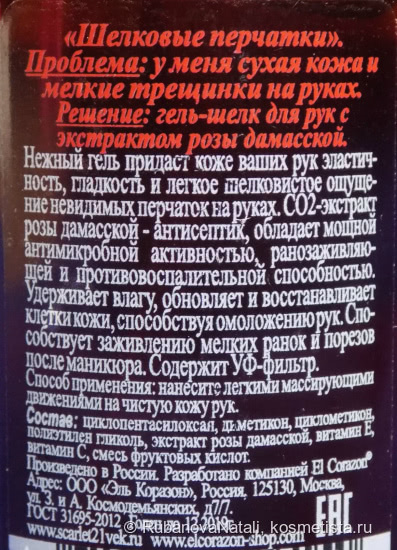 «Шелковые перчатки».
Проблема: у меня сухая кожа и
мелкие трещинки на руках.
Решение: гель-шелк для рук с
экстрактом розы дамасской.
Нежный гель придаст коже ваших рук эластич-
ность, гладкость и легкое шелковистое ощуще-
ние невидимых перчаток на руках. СО2-экстракт
розы дамасской - антисептик, обладает мощной
антимикробной активностью, ранозаживляю-
щей и противовоспалительной способностью.
Удерживает влагу, обновляет и восстанавливает
клетки кожи, способствуя омоложению рук. Спо-
собствует заживлению мелких ранок и порезов
после маникюра. Содержит УФ-фильтр.
Способ применения: нанесите легкими массирующими
движениями на чистую кожу рук.
Состав: циклопентасилоксан, диметикон, циклометикон,
полиэтилен гликоль, экстракт розы дамасской, витамин Е,
витамин С, смесь фруктовых кислот.
Произведено в России. Разработано компанией El Corazon®
Адрес: ООО «Эль Коразон», Россия, 125130, Москва,
ул. З. и А. Космодемьянских, д.
ГОСТ 31695-2012
www.scarlet21vek.ru www.elcorazon-shop.com
EAC
© RubanovaNatali, kosmetista.ru